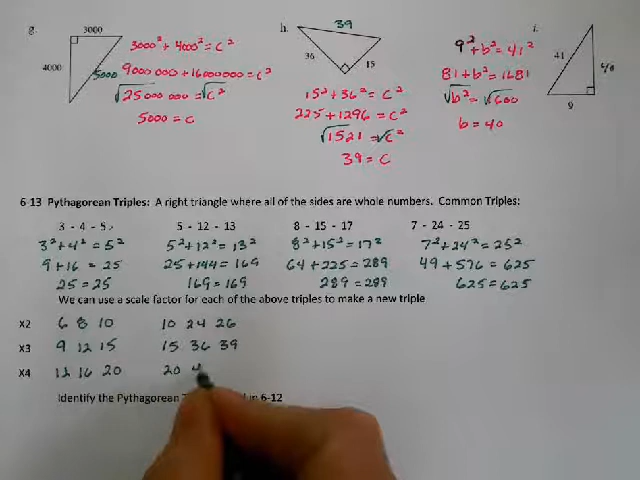 g. 3000 4000 5000
3000² + 4000² = C²
9000 000 + 16000000 = C²
√25000 000 = √C²
5000 = C
h. 39 36 15
15² + 36² = C²
225 + 1296 = C²
√1521 = √C²
39 = C
i. 41 40 9
9² + b² = 41²
81 + b² = 1681
√b² = √1600
b = 40
6-13 Pythagorean Triples: A right triangle where all of the sides are whole numbers. Common Triples:
3 - 4 - 5 5 - 12 - 13 8 - 15 - 17 7 - 24 - 25
3² + 4² = 5² 5² + 12² = 13² 8² + 15² = 17² 7² + 24² = 25²
9 + 16 = 25 25 + 144 = 169 64 + 225 = 289 49 + 576 = 625
25 = 25 169 = 169 289 = 289 625 = 625
We can use a scale factor for each of the above triples to make a new triple
X2 6 8 10 10 24 26
X3 9 12 15 15 36 39
X4 12 16 20 20 4
Identify the Pythagorean in 6-12